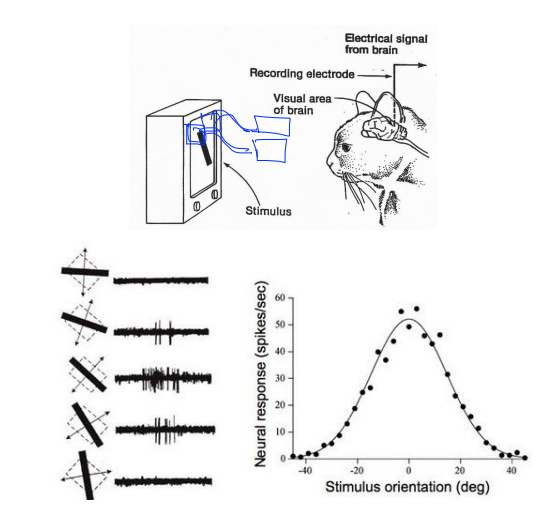 Electrical signal
from brain
Recording electrode
Visual area
of brain
Stimulus
Neural response (spikes/sec)
60
50
40
30
20
10
0
-40
-20
0
20
40
Stimulus orientation (deg)